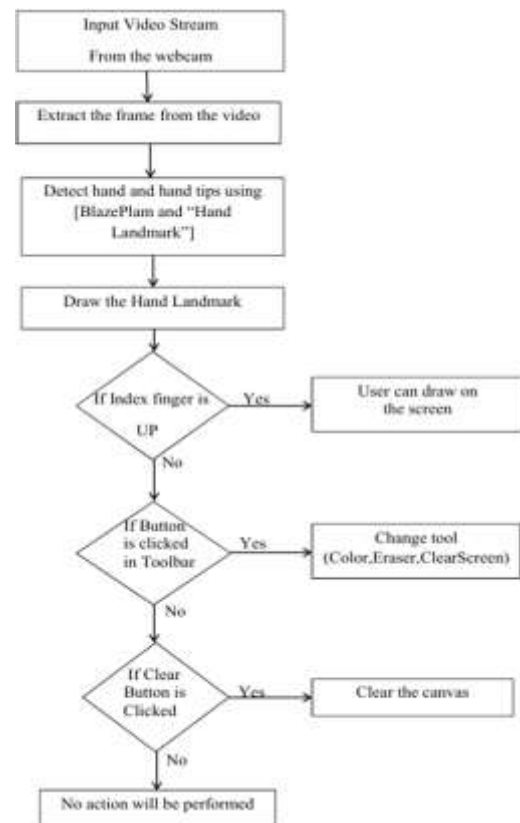 Input Video Stream
From the webcam
Extract the frame from the video
Detect hand and hand tips using
[BlazePlam and “Hand
Landmark”]
Draw the Hand Landmark
If Index finger is
UP
Yes
User can draw on
the screen
No
If Button
is clicked
in Toolbar
Yes
Change tool
(Color,Eraser,ClearScreen)
No
If Clear
Button is
Clicked
Yes
Clear the canvas
No
No action will be performed